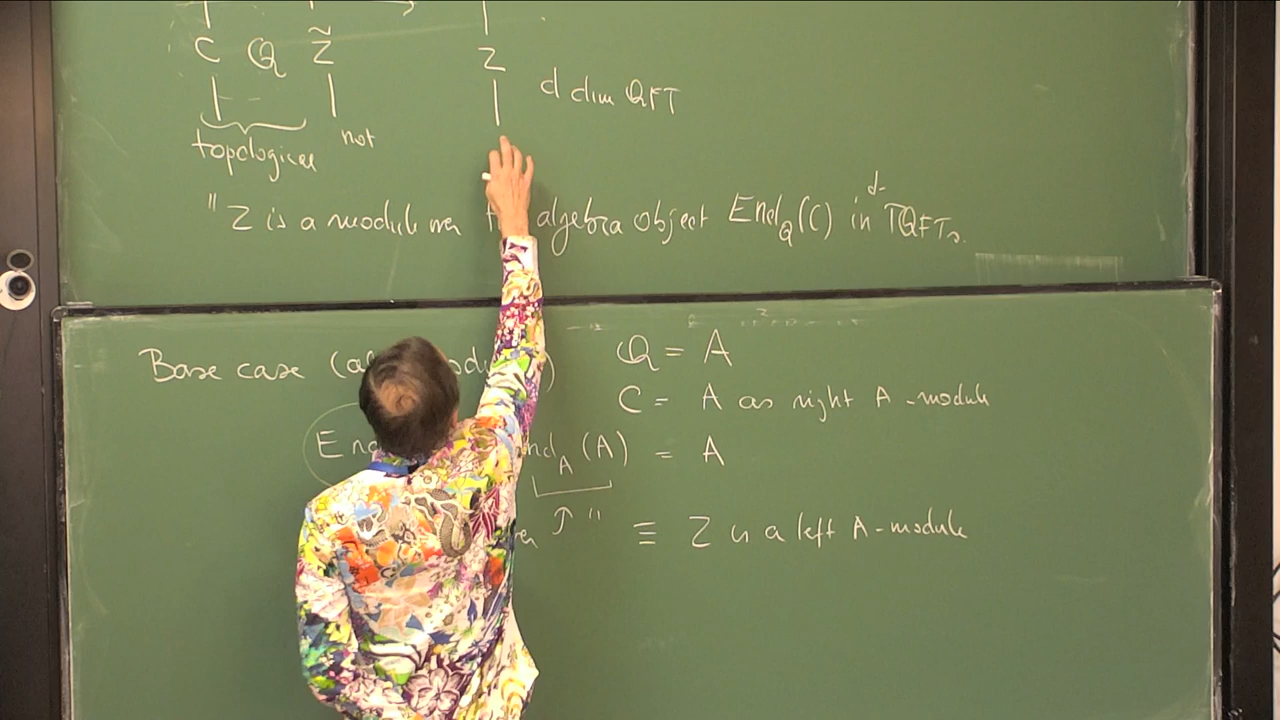 C Q Z̃ Z
d dim QFT
topological not
"Z is a module over algebra object End_Q(C) in d-TQFTs.
Base case ( Q = A
C = A as right A-module
End_A(A) = A
" ≡ Z is a left A-module